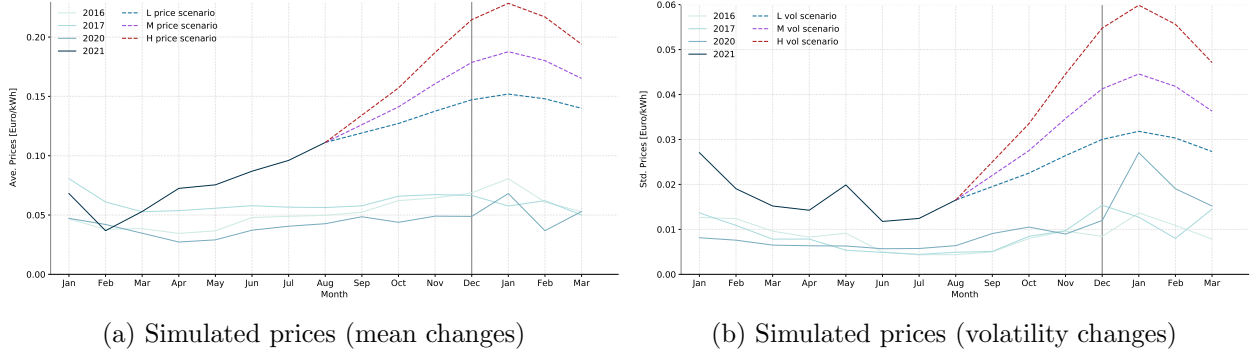 2016
2017
2020
2021
L price scenario
M price scenario
H price scenario
Ave. Prices [Euro/kWh]
0.20
0.15
0.10
0.05
0.00
Jan Feb Mar Apr May Jun Jul Aug Sep Oct Nov Dec Jan Feb Mar
Month
(a) Simulated prices (mean changes)
2016
2017
2020
2021
L vol scenario
M vol scenario
H vol scenario
Std. Prices [Euro/kWh]
0.06
0.05
0.04
0.03
0.02
0.01
0.00
Jan Feb Mar Apr May Jun Jul Aug Sep Oct Nov Dec Jan Feb Mar
Month
(b) Simulated prices (volatility changes)